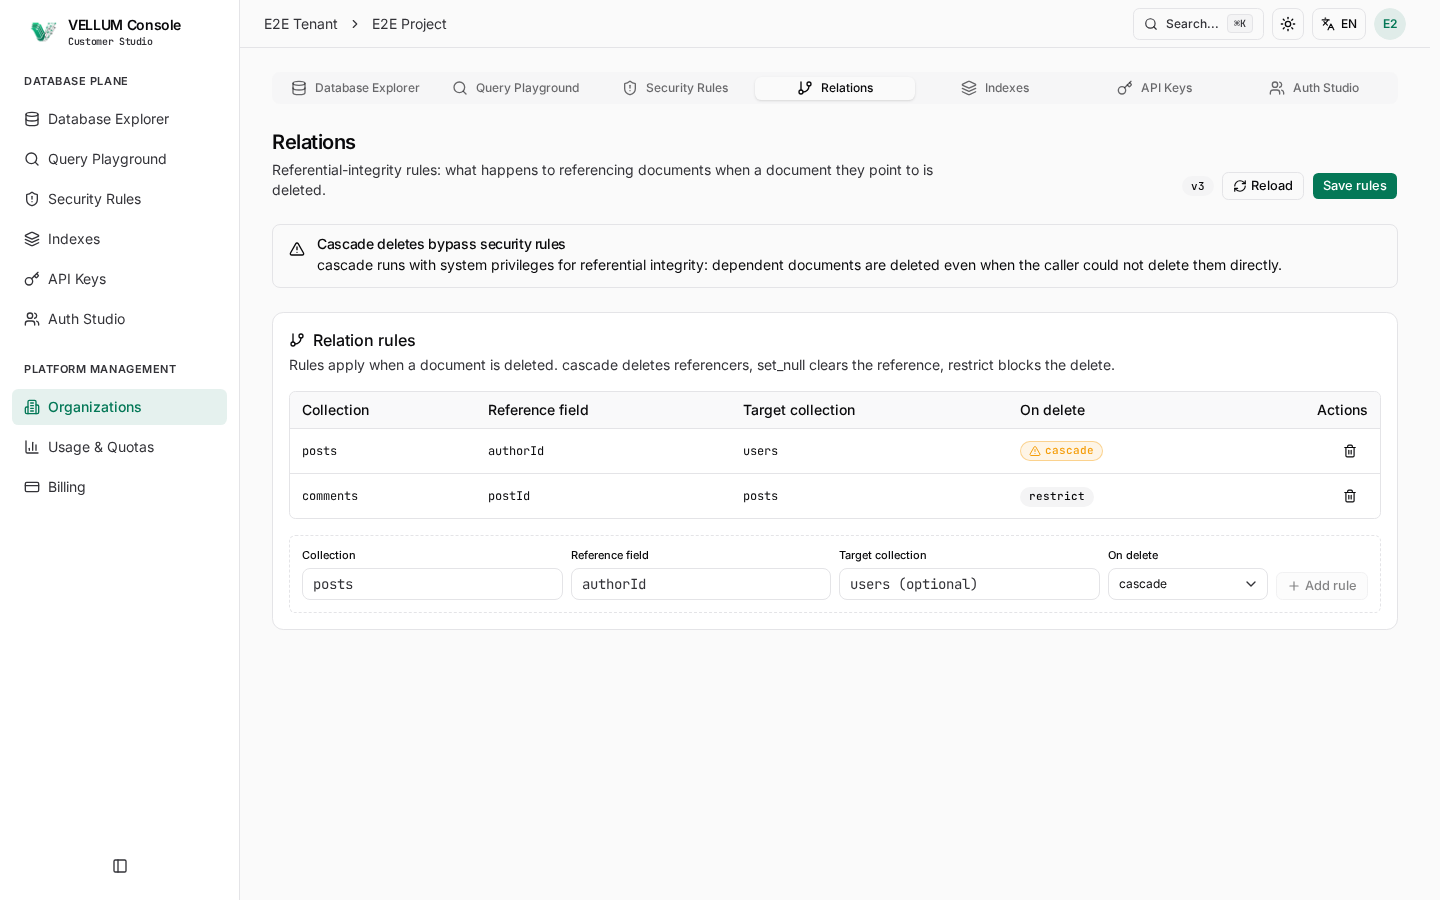 VELLUM Console
Customer Studio
DATABASE PLANE
Database Explorer
Query Playground
Security Rules
Indexes
API Keys
Auth Studio
PLATFORM MANAGEMENT
Organizations
Usage & Quotas
Billing
E2E Tenant > E2E Project
Search... ⌘K EN E2
Database Explorer Query Playground Security Rules Relations Indexes API Keys Auth Studio
Relations
Referential-integrity rules: what happens to referencing documents when a document they point to is
deleted.
v3 Reload Save rules
Cascade deletes bypass security rules
cascade runs with system privileges for referential integrity: dependent documents are deleted even when the caller could not delete them directly.
Relation rules
Rules apply when a document is deleted. cascade deletes referencers, set_null clears the reference, restrict blocks the delete.
Collection Reference field Target collection On delete Actions
posts authorId users cascade
comments postId posts restrict
Collection Reference field Target collection On delete
posts authorId users (optional) cascade + Add rule